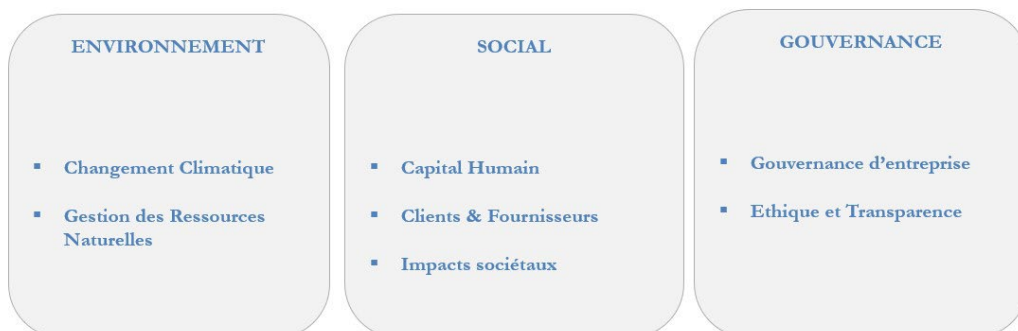 ENVIRONNEMENT
▪ Changement Climatique
▪ Gestion des Ressources
Naturelles
SOCIAL
▪ Capital Humain
▪ Clients & Fournisseurs
▪ Impacts sociétaux
GOUVERNANCE
▪ Gouvernance d’entreprise
▪ Ethique et Transparence